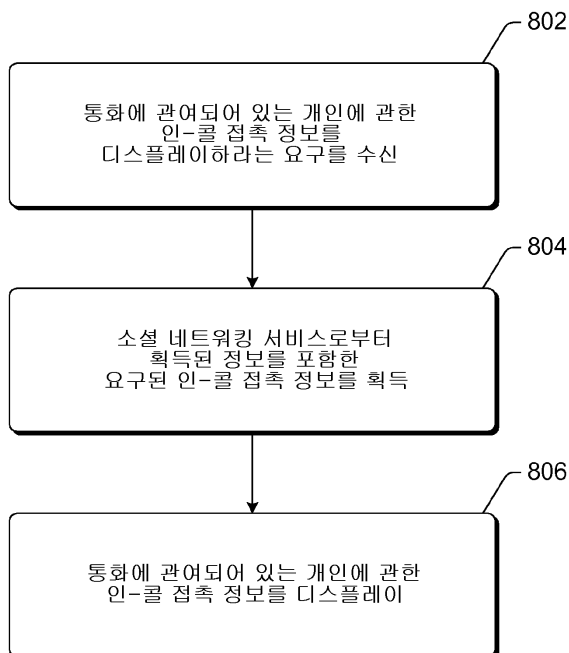 802
통화에 관여되어 있는 개인에 관한
인-콜 접촉 정보를
디스플레이하라는 요구를 수신
804
소셜 네트워킹 서비스로부터
획득된 정보를 포함한
요구된 인-콜 접촉 정보를 획득
806
통화에 관여되어 있는 개인에 관한
인-콜 접촉 정보를 디스플레이